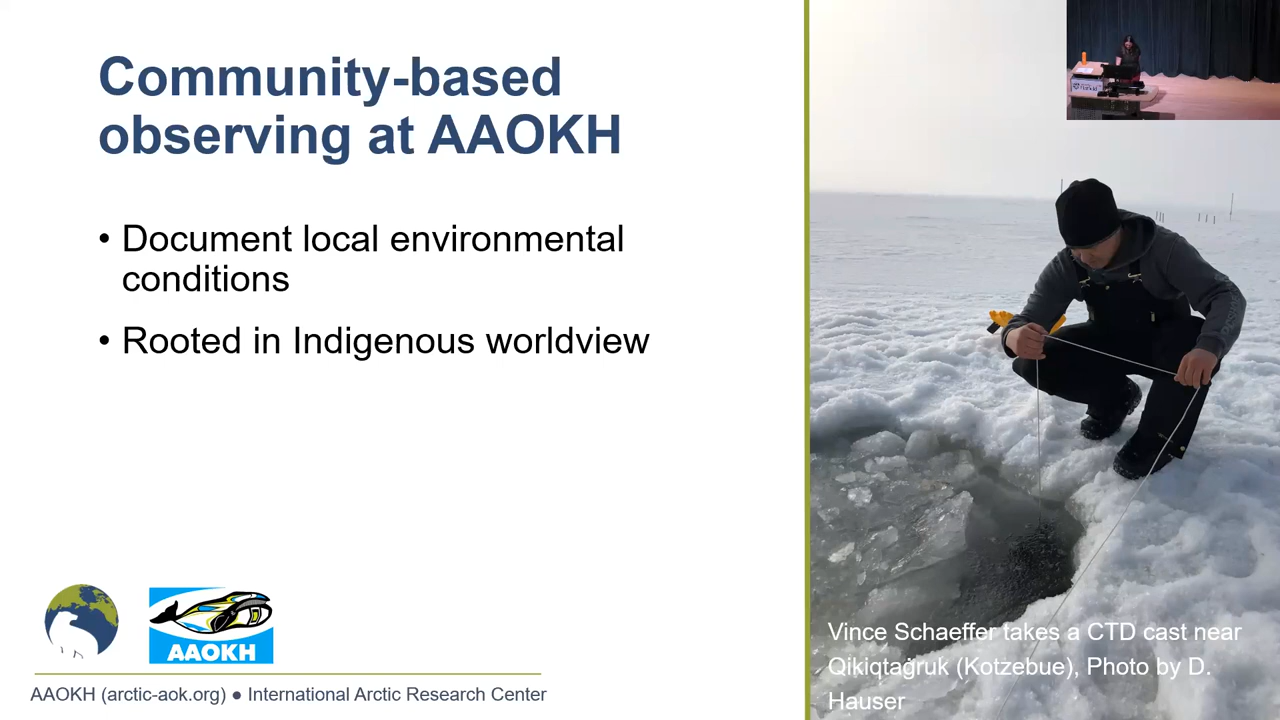 Community-based
observing at AAOKH
• Document local environmental
conditions
• Rooted in Indigenous worldview
AAOKH
AAOKH (arctic-aok.org) ● International Arctic Research Center
Vince Schaeffer takes a CTD cast near
Qikiqtaġruk (Kotzebue), Photo by D.
Hauser